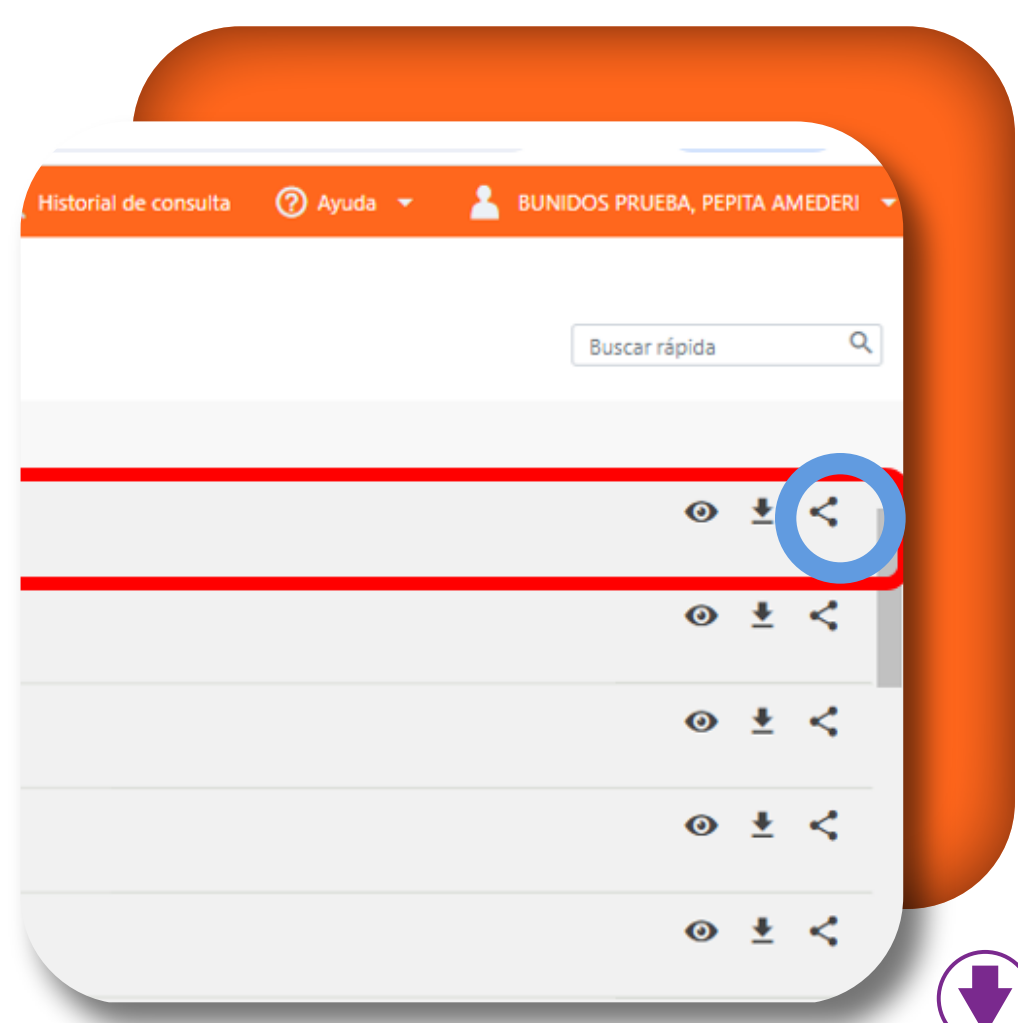 Historial de consulta
Ayuda
BUNIDOS PRUEBA, PEPITA AMEDERI
Buscar rápida